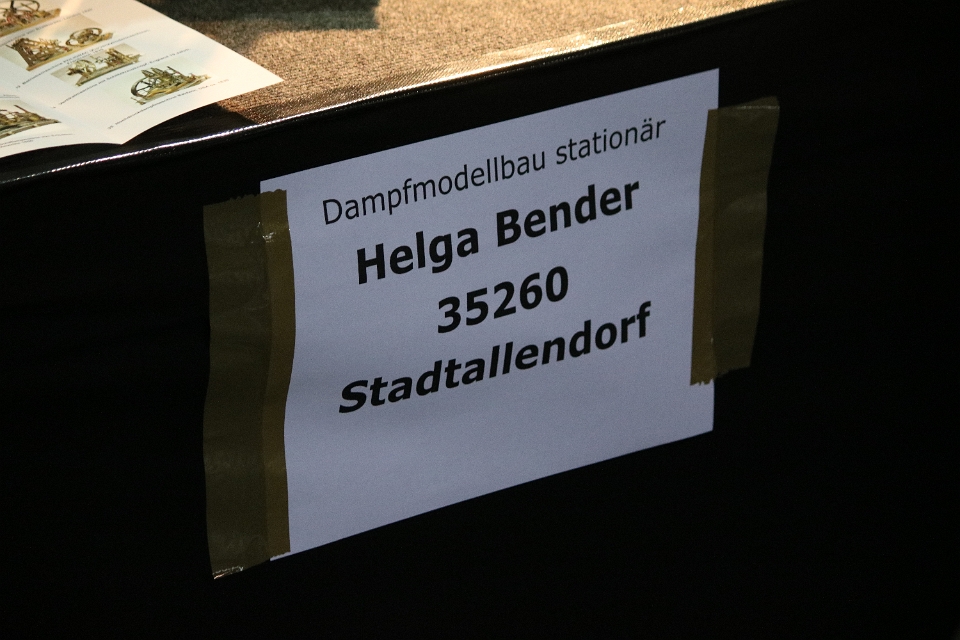 Dampfmodellbau stationär
Helga Bender
35260
Stadtallendorf